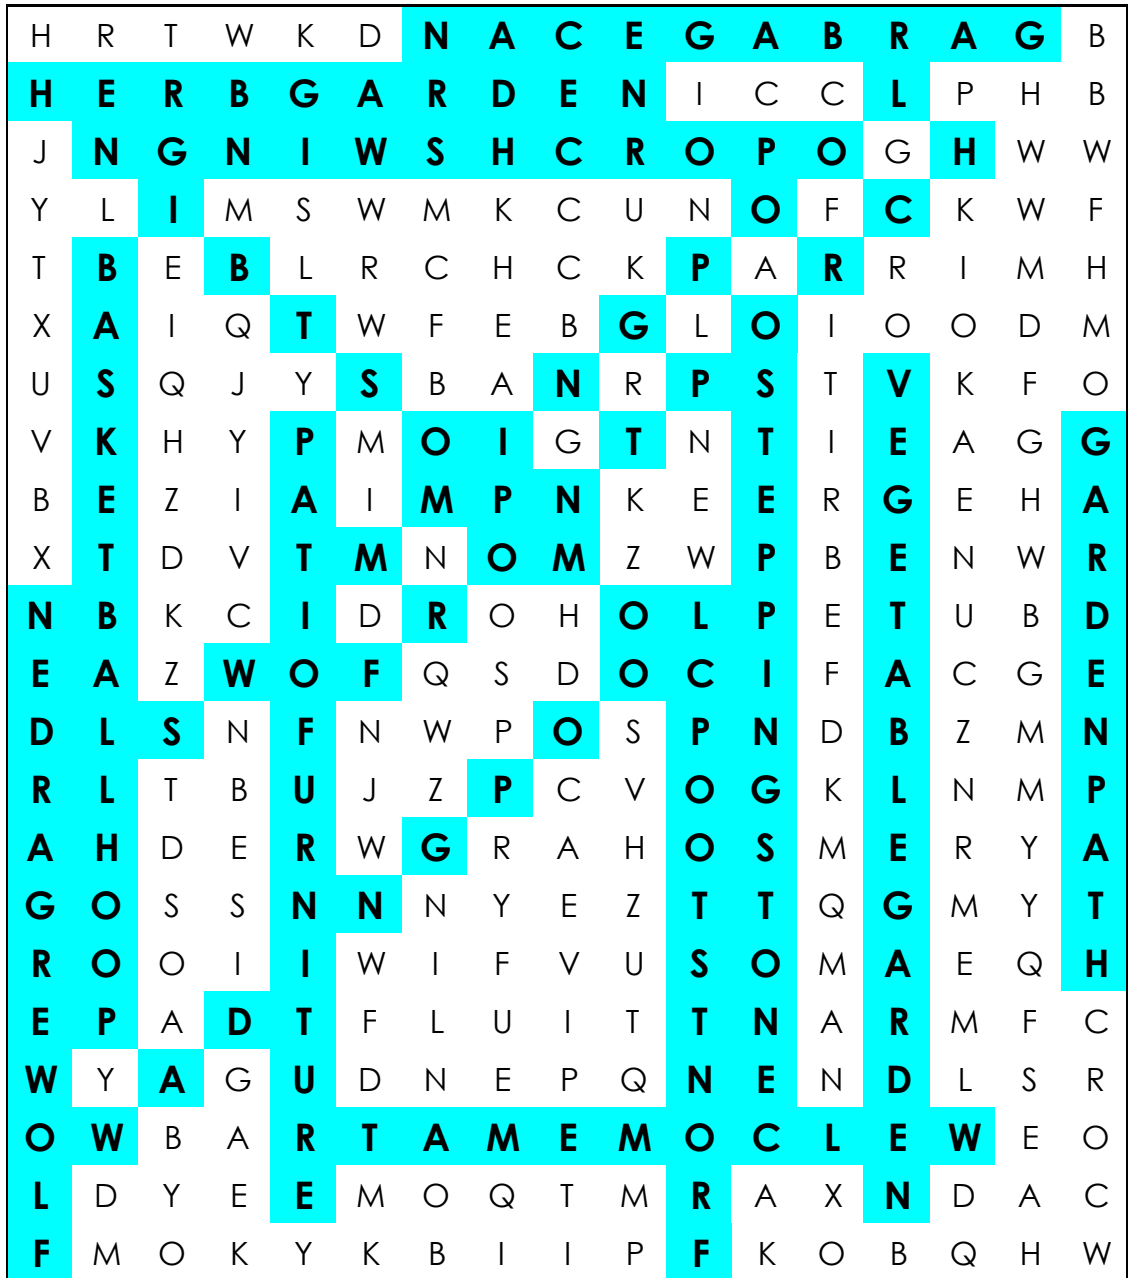 H R T W K D N A C E G A B R A G B
H E R B G A R D E N I C C L P H B
J N G N I W S H C R O P O G H W W
Y L I M S W M K C U N O F C K W F
T B E B L R C H C K P A R R I M H
X A I Q T W F E B G L O I O O D M
U S Q J Y S B A N R P S T V K F O
V K H Y P M O I G T N T I E A G G
B E Z I A I M P N K E E R G E H A
X T D V T M N O M Z W P B E N W R
N B K C I D R O H O L P E T U B D
E A Z W O F Q S D O C I F A C G E
D L S N F N W P O S P N D B Z M N
R L T B U J Z P C V O G K L N M P
A H D E R W G R A H O S M E R Y A
G O S S N N N Y E Z T T Q G M Y T
R O O I I W I F V U S O M A E Q H
E P A D T F L U I T T N A R M F C
W Y A G U D N E P Q N E N D L S R
O W B A R T A M E M O C L E W E O
L D Y E E M O Q T M R A X N D A C
F M O K Y K B I I P F K O B Q H W